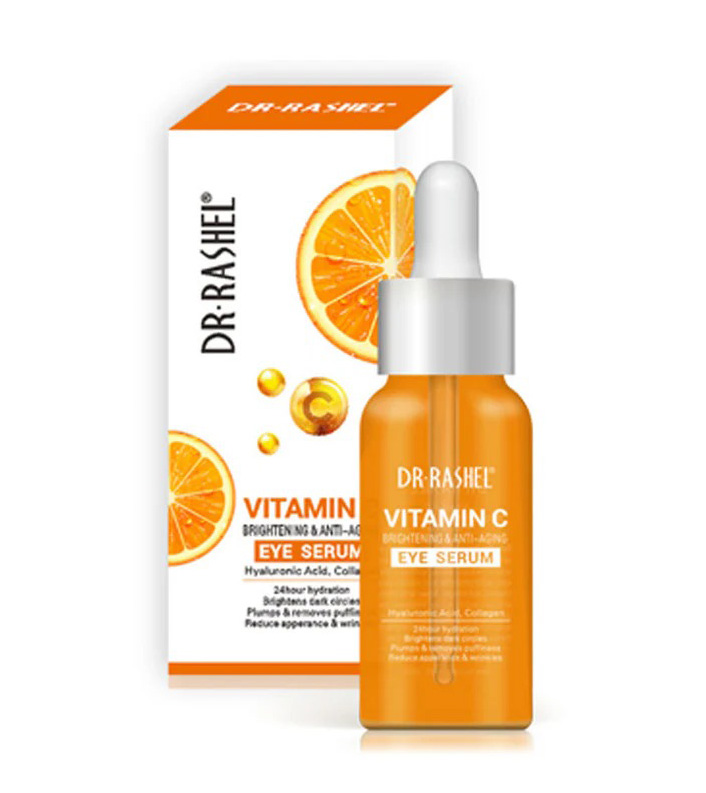 DR·RASHEL®
DR·RASHEL®
C
VITAMIN
BRIGHTENING & ANTI-AG
EYE SERUM
Hyaluronic Acid, Colla
24hour hydration
Brightens dark circles
Plumps & removes puffin
Reduce apperance & wrin
DR·RASHEL®
VITAMIN C
BRIGHTENING & ANTI-AGING
EYE SERUM
Hyaluronic Acid, Collagen
24hour hydration
Brightens dark circles
Plumps & removes puffiness
Reduce apperance & wrinkles